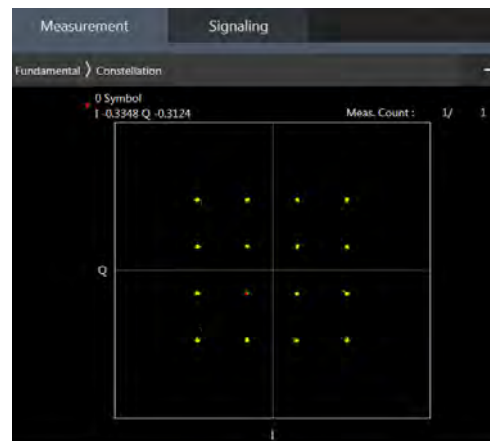 Measurement Signaling
Fundamental 〉 Constellation
0 Symbol
I -0.3348 Q -0.3124 Meas. Count : 1/ 1
Q
I